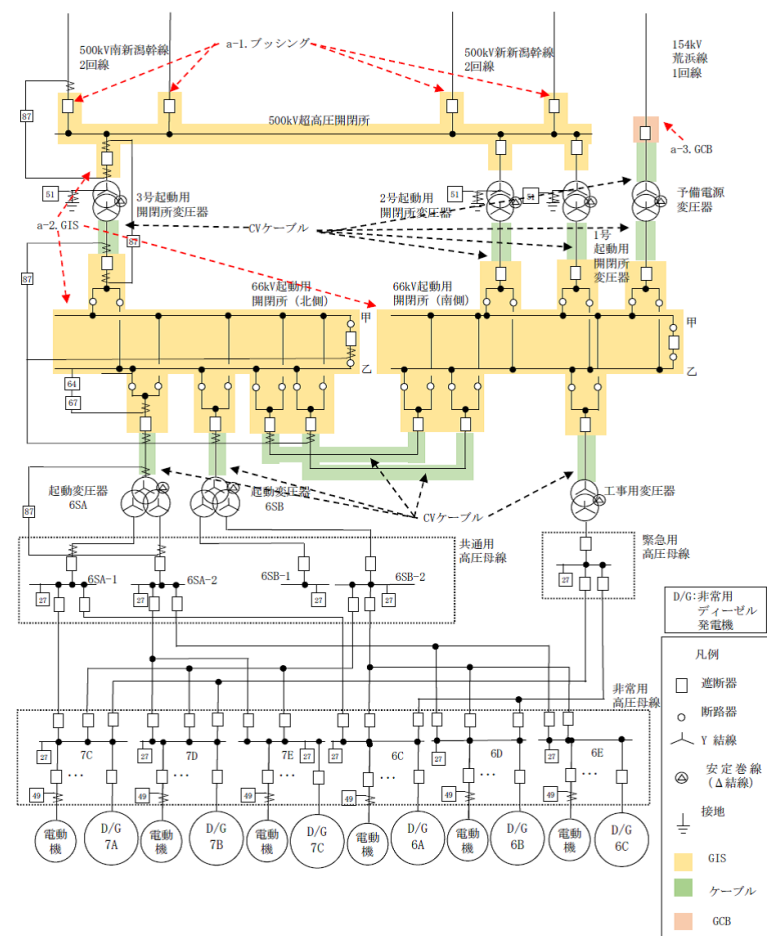 500kV南新潟幹線
2回線
a-1.ブッシング
500kV新新潟幹線
2回線
154kV
荒浜線
1回線
87
500kV超高圧開閉所
a-3.GCB
51
3号起動用
開閉所変圧器
2号起動用
開閉所変圧器
51
51
予備電源
変圧器
a-2.GIS
CVケーブル
87
1号
起動用
開閉所
変圧器
87
66kV起動用
開閉所（北側）
66kV起動用
開閉所（南側）
甲
甲
乙
乙
64
67
起動変圧器
6SA
起動変圧器
6SB
CVケーブル
工事用変圧器
87
共通用
高圧母線
緊急用
高圧母線
6SA-1
6SA-2
6SB-1
6SB-2
27
27
27
27
27
D/G:非常用
ディーゼル
発電機
非常用
高圧母線
27
7C
27
7D
27
7E
27
27
6C
27
6D
27
6E
49
49
49
49
49
49
電動
機
D/G
7A
電動
機
D/G
7B
電動
機
D/G
7C
電動
機
D/G
6A
電動
機
D/G
6B
電動
機
D/G
6C
凡例
遮断器
断路器
Y 結線
安定巻線
(Δ結線)
接地
GIS
ケーブル
GCB